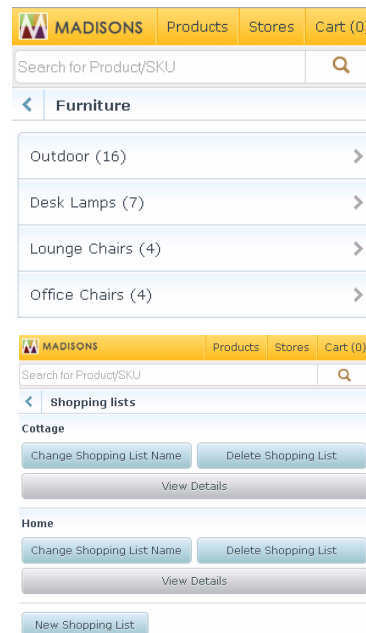 MADISONS Products Stores Cart (0)
Search for Product/SKU
Furniture
Outdoor (16)
Desk Lamps (7)
Lounge Chairs (4)
Office Chairs (4)
MADISONS Products Stores Cart (0)
Search for Product/SKU
Shopping lists
Cottage
Change Shopping List Name Delete Shopping List
View Details
Home
Change Shopping List Name Delete Shopping List
View Details
New Shopping List